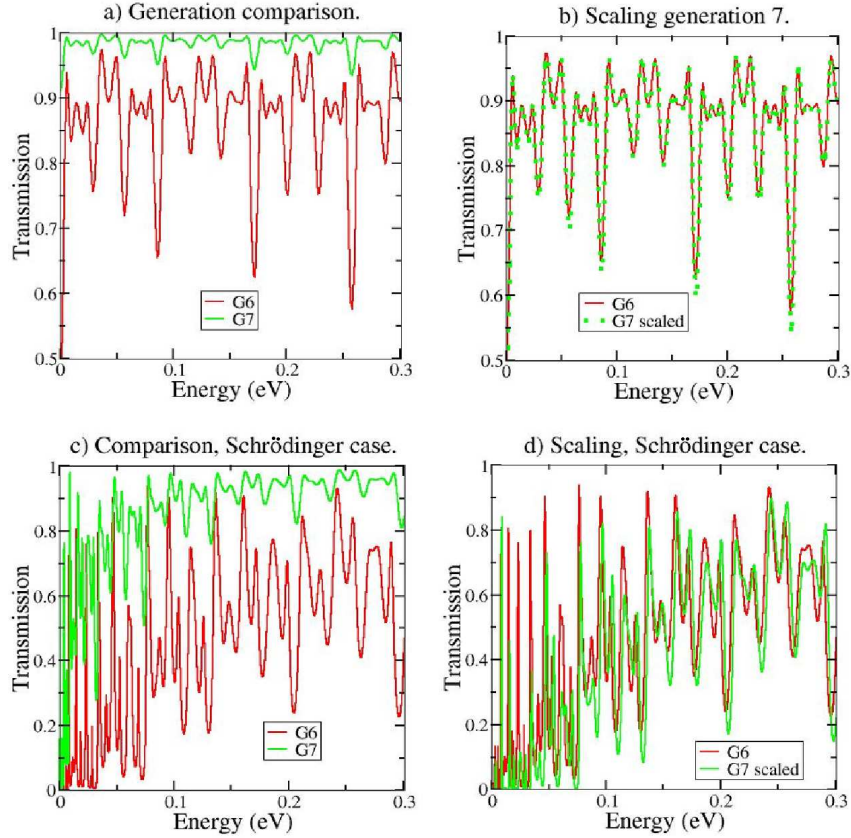 a) Generation comparison.
1
0.9
0.8
0.7
0.6
0.5
Transmission
G6
G7
0
0.1
0.2
0.3
Energy (eV)
b) Scaling generation 7.
1
0.9
0.8
0.7
0.6
0.5
Transmission
G6
G7 scaled
0
0.1
0.2
0.3
Energy (eV)
c) Comparison, Schrödinger case.
1
0.8
0.6
0.4
0.2
0
Transmission
G6
G7
0
0.1
0.2
0.3
Energy (eV)
d) Scaling, Schrödinger case.
1
0.8
0.6
0.4
0.2
0
Transmission
G6
G7 scaled
0
0.1
0.2
0.3
Energy (eV)